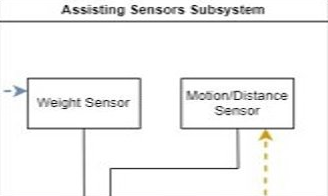 Assisting Sensors Subsystem
Weight Sensor
Motion/Distance
Sensor